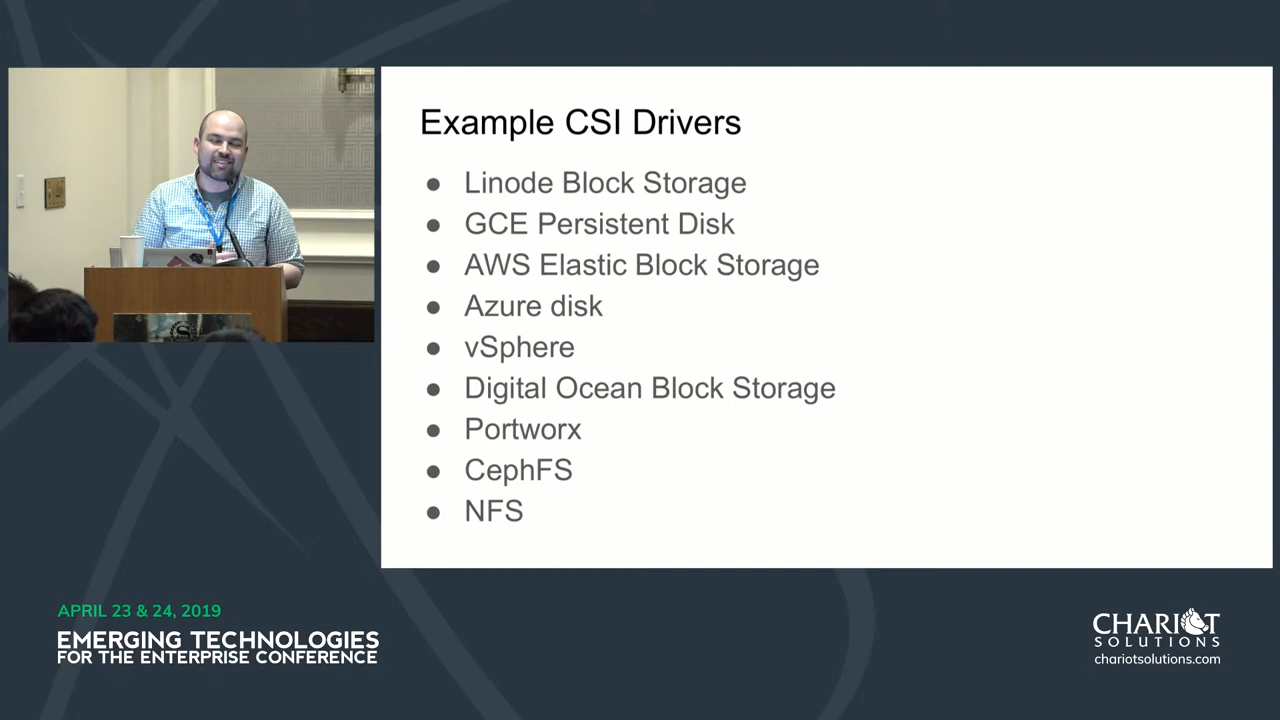 Example CSI Drivers
● Linode Block Storage
● GCE Persistent Disk
● AWS Elastic Block Storage
● Azure disk
● vSphere
● Digital Ocean Block Storage
● Portworx
● CephFS
● NFS
APRIL 23 & 24, 2019
EMERGING TECHNOLOGIES
FOR THE ENTERPRISE CONFERENCE
CHARIOT
SOLUTIONS
chariotsolutions.com